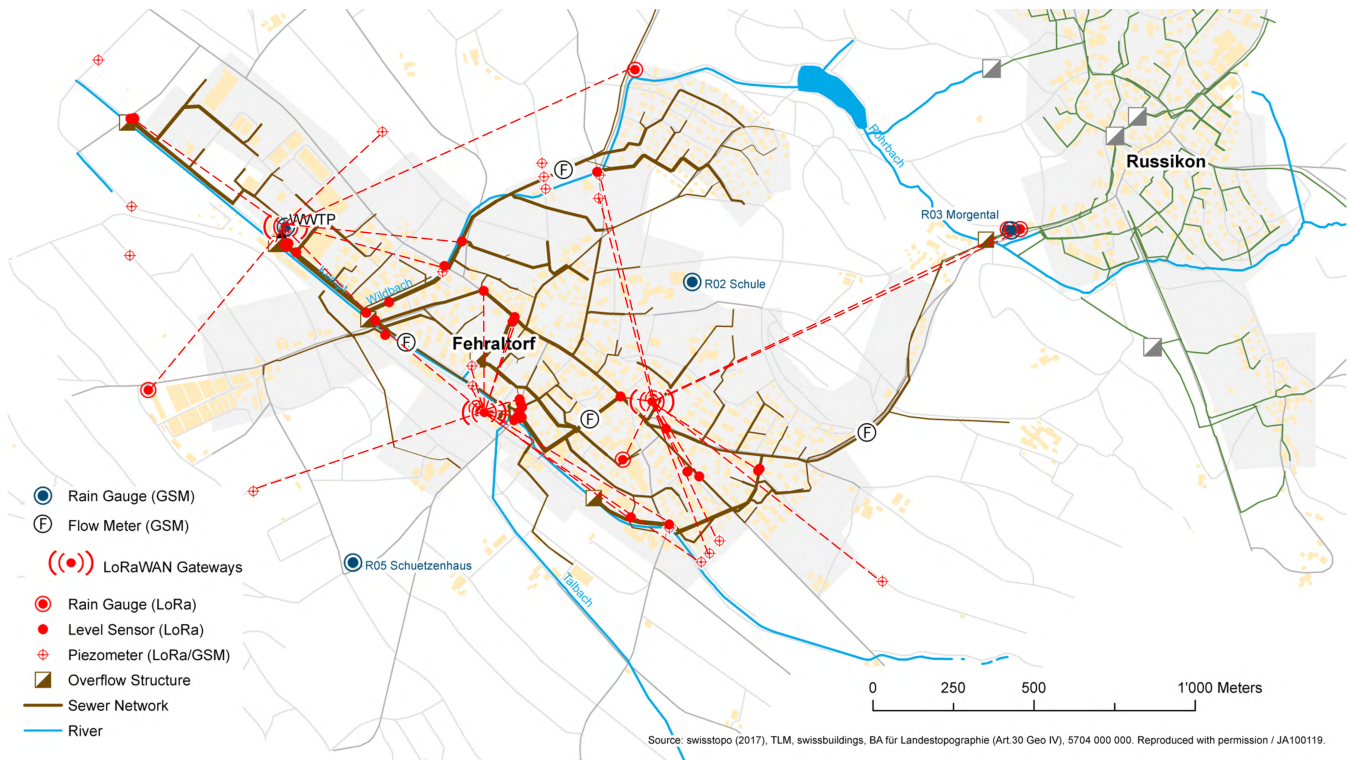 Russikon
Röhrbach
R03 Morgental
WWTP
R02 Schule
Wildbach
Fehraltorf
F
F
F
F
R05 Schuetzenhaus
Talbach
Rain Gauge (GSM)
F Flow Meter (GSM)
LoRaWAN Gateways
Rain Gauge (LoRa)
Level Sensor (LoRa)
Piezometer (LoRa/GSM)
Overflow Structure
Sewer Network
River
0 250 500 1'000 Meters
Source: swisstopo (2017), TLM, swissbuildings, BA für Landestopographie (Art.30 Geo IV), 5704 000 000. Reproduced with permission / JA100119.